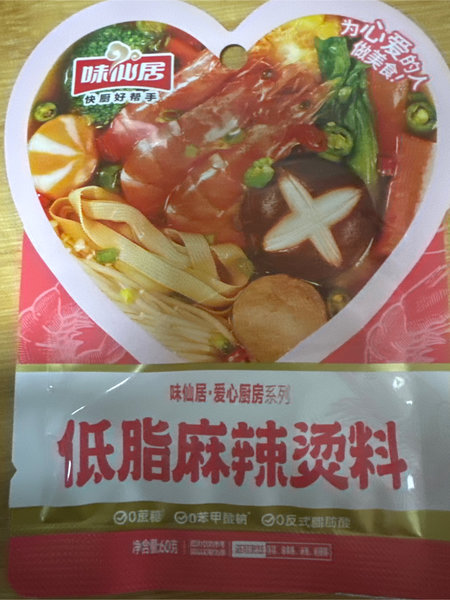 味仙居
快厨好帮手
为心爱的人
做美食!
味仙居·爱心厨房系列
低脂麻辣烫料
0蔗糖 0苯甲酸钠 0反式脂肪酸
净含量:60克